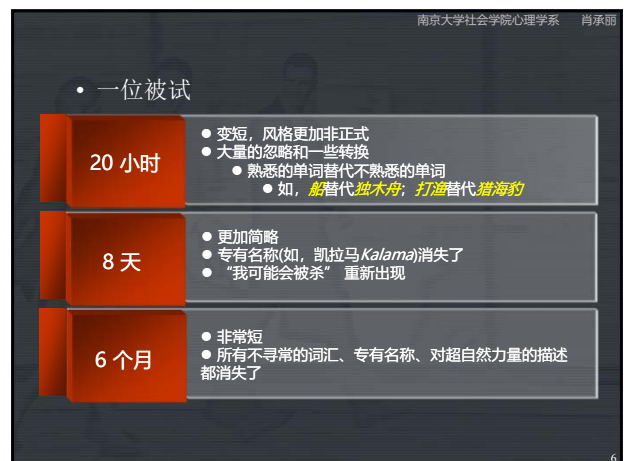 南京大学社会学院心理学系 肖承丽
• 一位被试
20 小时
● 变短，风格更加非正式
● 大量的忽略和一些转换
● 熟悉的单词替代不熟悉的单词
● 如，船替代独木舟；打渔替代猎海豹
8 天
● 更加简略
● 专有名称(如，凯拉马Kalama)消失了
● “我可能会被杀” 重新出现
6 个月
● 非常短
● 所有不寻常的词汇、专有名称、对超自然力量的描述
都消失了
6